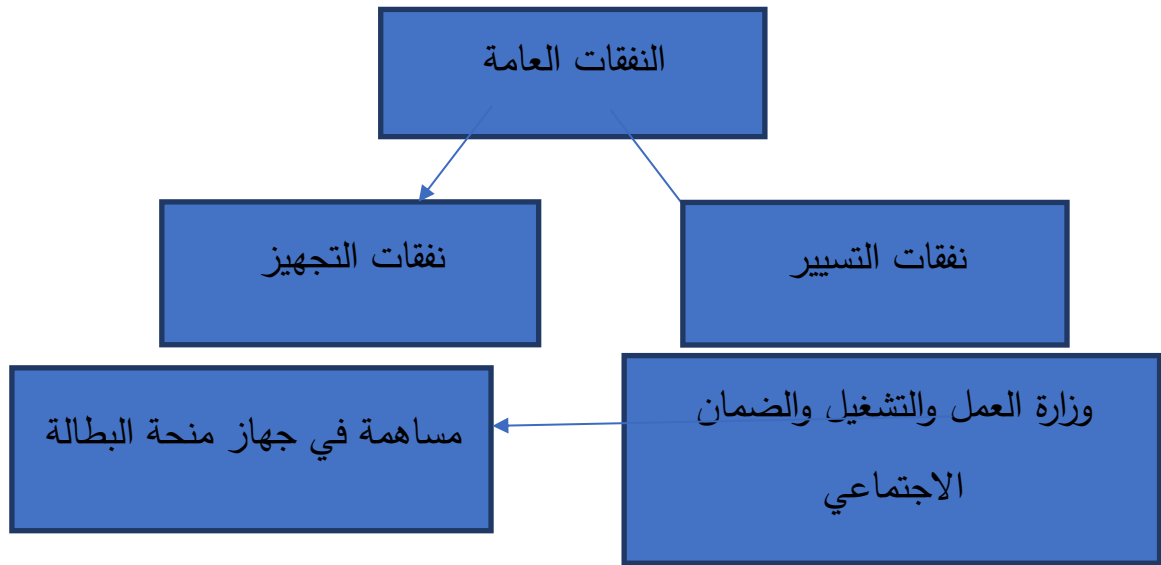 النفقات العامة
نفقات التسيير
نفقات التجهيز
وزارة العمل والتشغيل والضمان
الاجتماعي
مساهمة في جهاز منحة البطالة